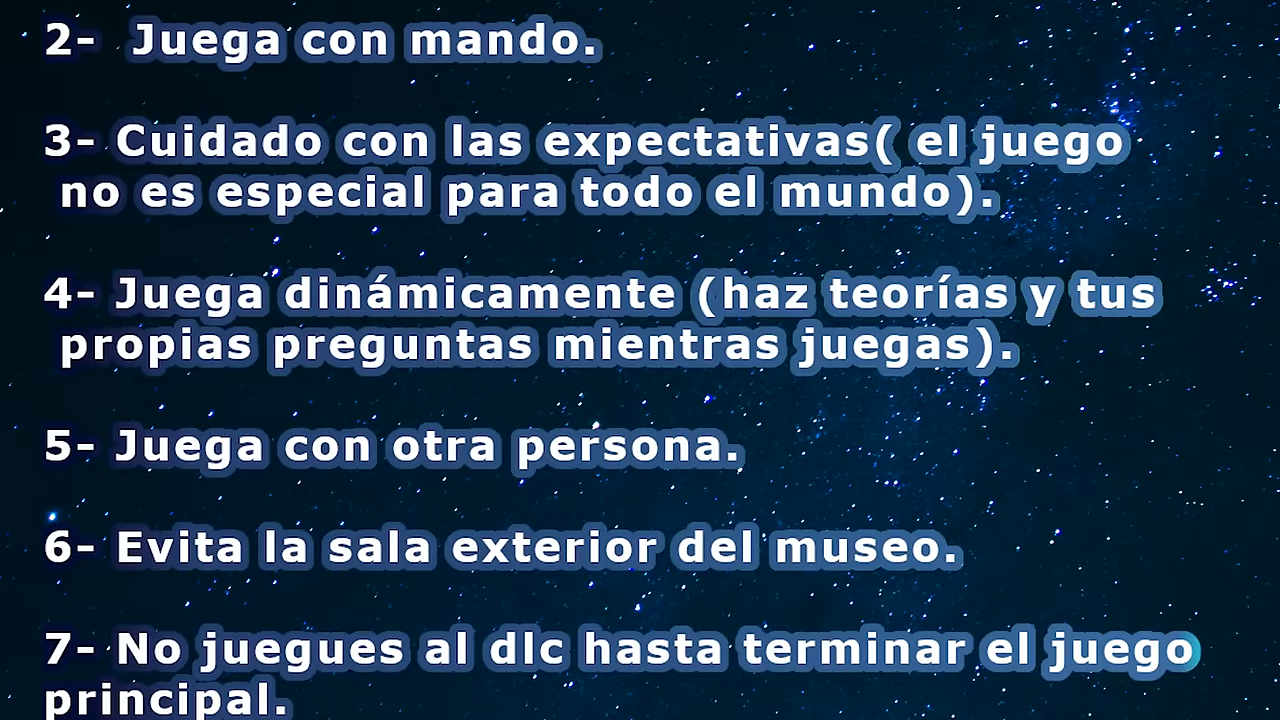 2- Juega con mando.
3- Cuidado con las expectativas( el juego
no es especial para todo el mundo).
4- Juega dinámicamente (haz teorías y tus
propias preguntas mientras juegas).
5- Juega con otra persona.
6- Evita la sala exterior del museo.
7- No juegues al dlc hasta terminar el juego
principal.